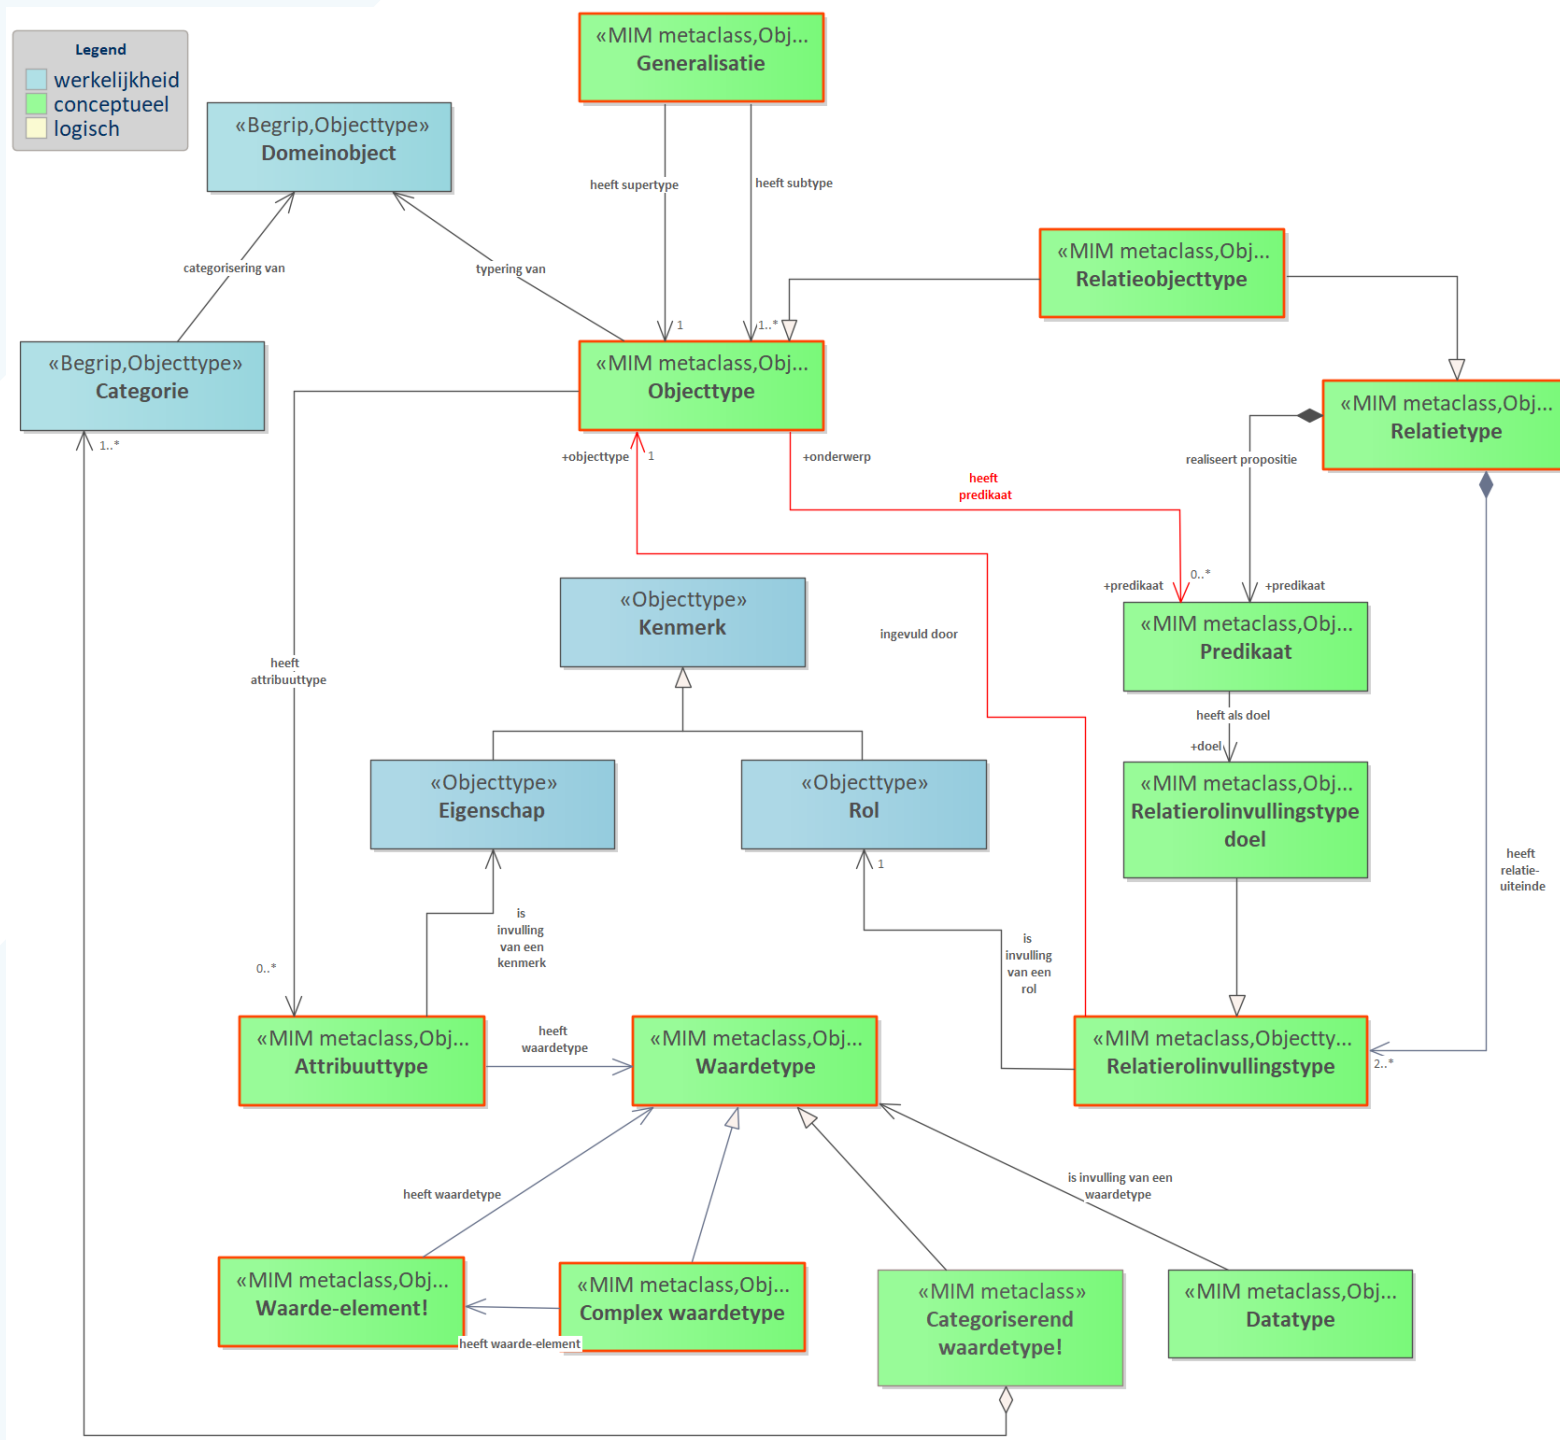 Legend
werkelijkheid
conceptueel
logisch
«MIM metaclass,Obj...
Generalisatie
«Begrip,Objecttype»
Domeinobject
heeft supertype
heeft subtype
categorisering van
typering van
«MIM metaclass,Obj...
Relatieobjecttype
1
1..*
«Begrip,Objecttype»
Categorie
«MIM metaclass,Obj...
Objecttype
«MIM metaclass,Obj...
Relatietype
1..*
+objecttype
1
+onderwerp
realiseert propositie
heeft
predikaat
0..*
+predikaat
+predikaat
«Objecttype»
Kenmerk
ingevuld door
«MIM metaclass,Obj...
Predikaat
heeft
attribuuttype
heeft als doel
+doel
«Objecttype»
Eigenschap
«Objecttype»
Rol
«MIM metaclass,Obj...
Relatierolinvullingstype
doel
1
heeft
relatie-
uiteinde
is
invulling
van een
kenmerk
is
invulling
van een
rol
0..*
«MIM metaclass,Obj...
Attribuuttype
heeft
waardetype
«MIM metaclass,Obj...
Waardetype
«MIM metaclass,Objectty...
Relatierolinvullingstype
2..*
heeft waardetype
is invulling van een
waardetype
«MIM metaclass,Obj...
Waarde-element!
«MIM metaclass,Obj...
Complex waardetype
heeft waarde-element
«MIM metaclass»
Categoriserend
waardetype!
«MIM metaclass,Obj...
Datatype